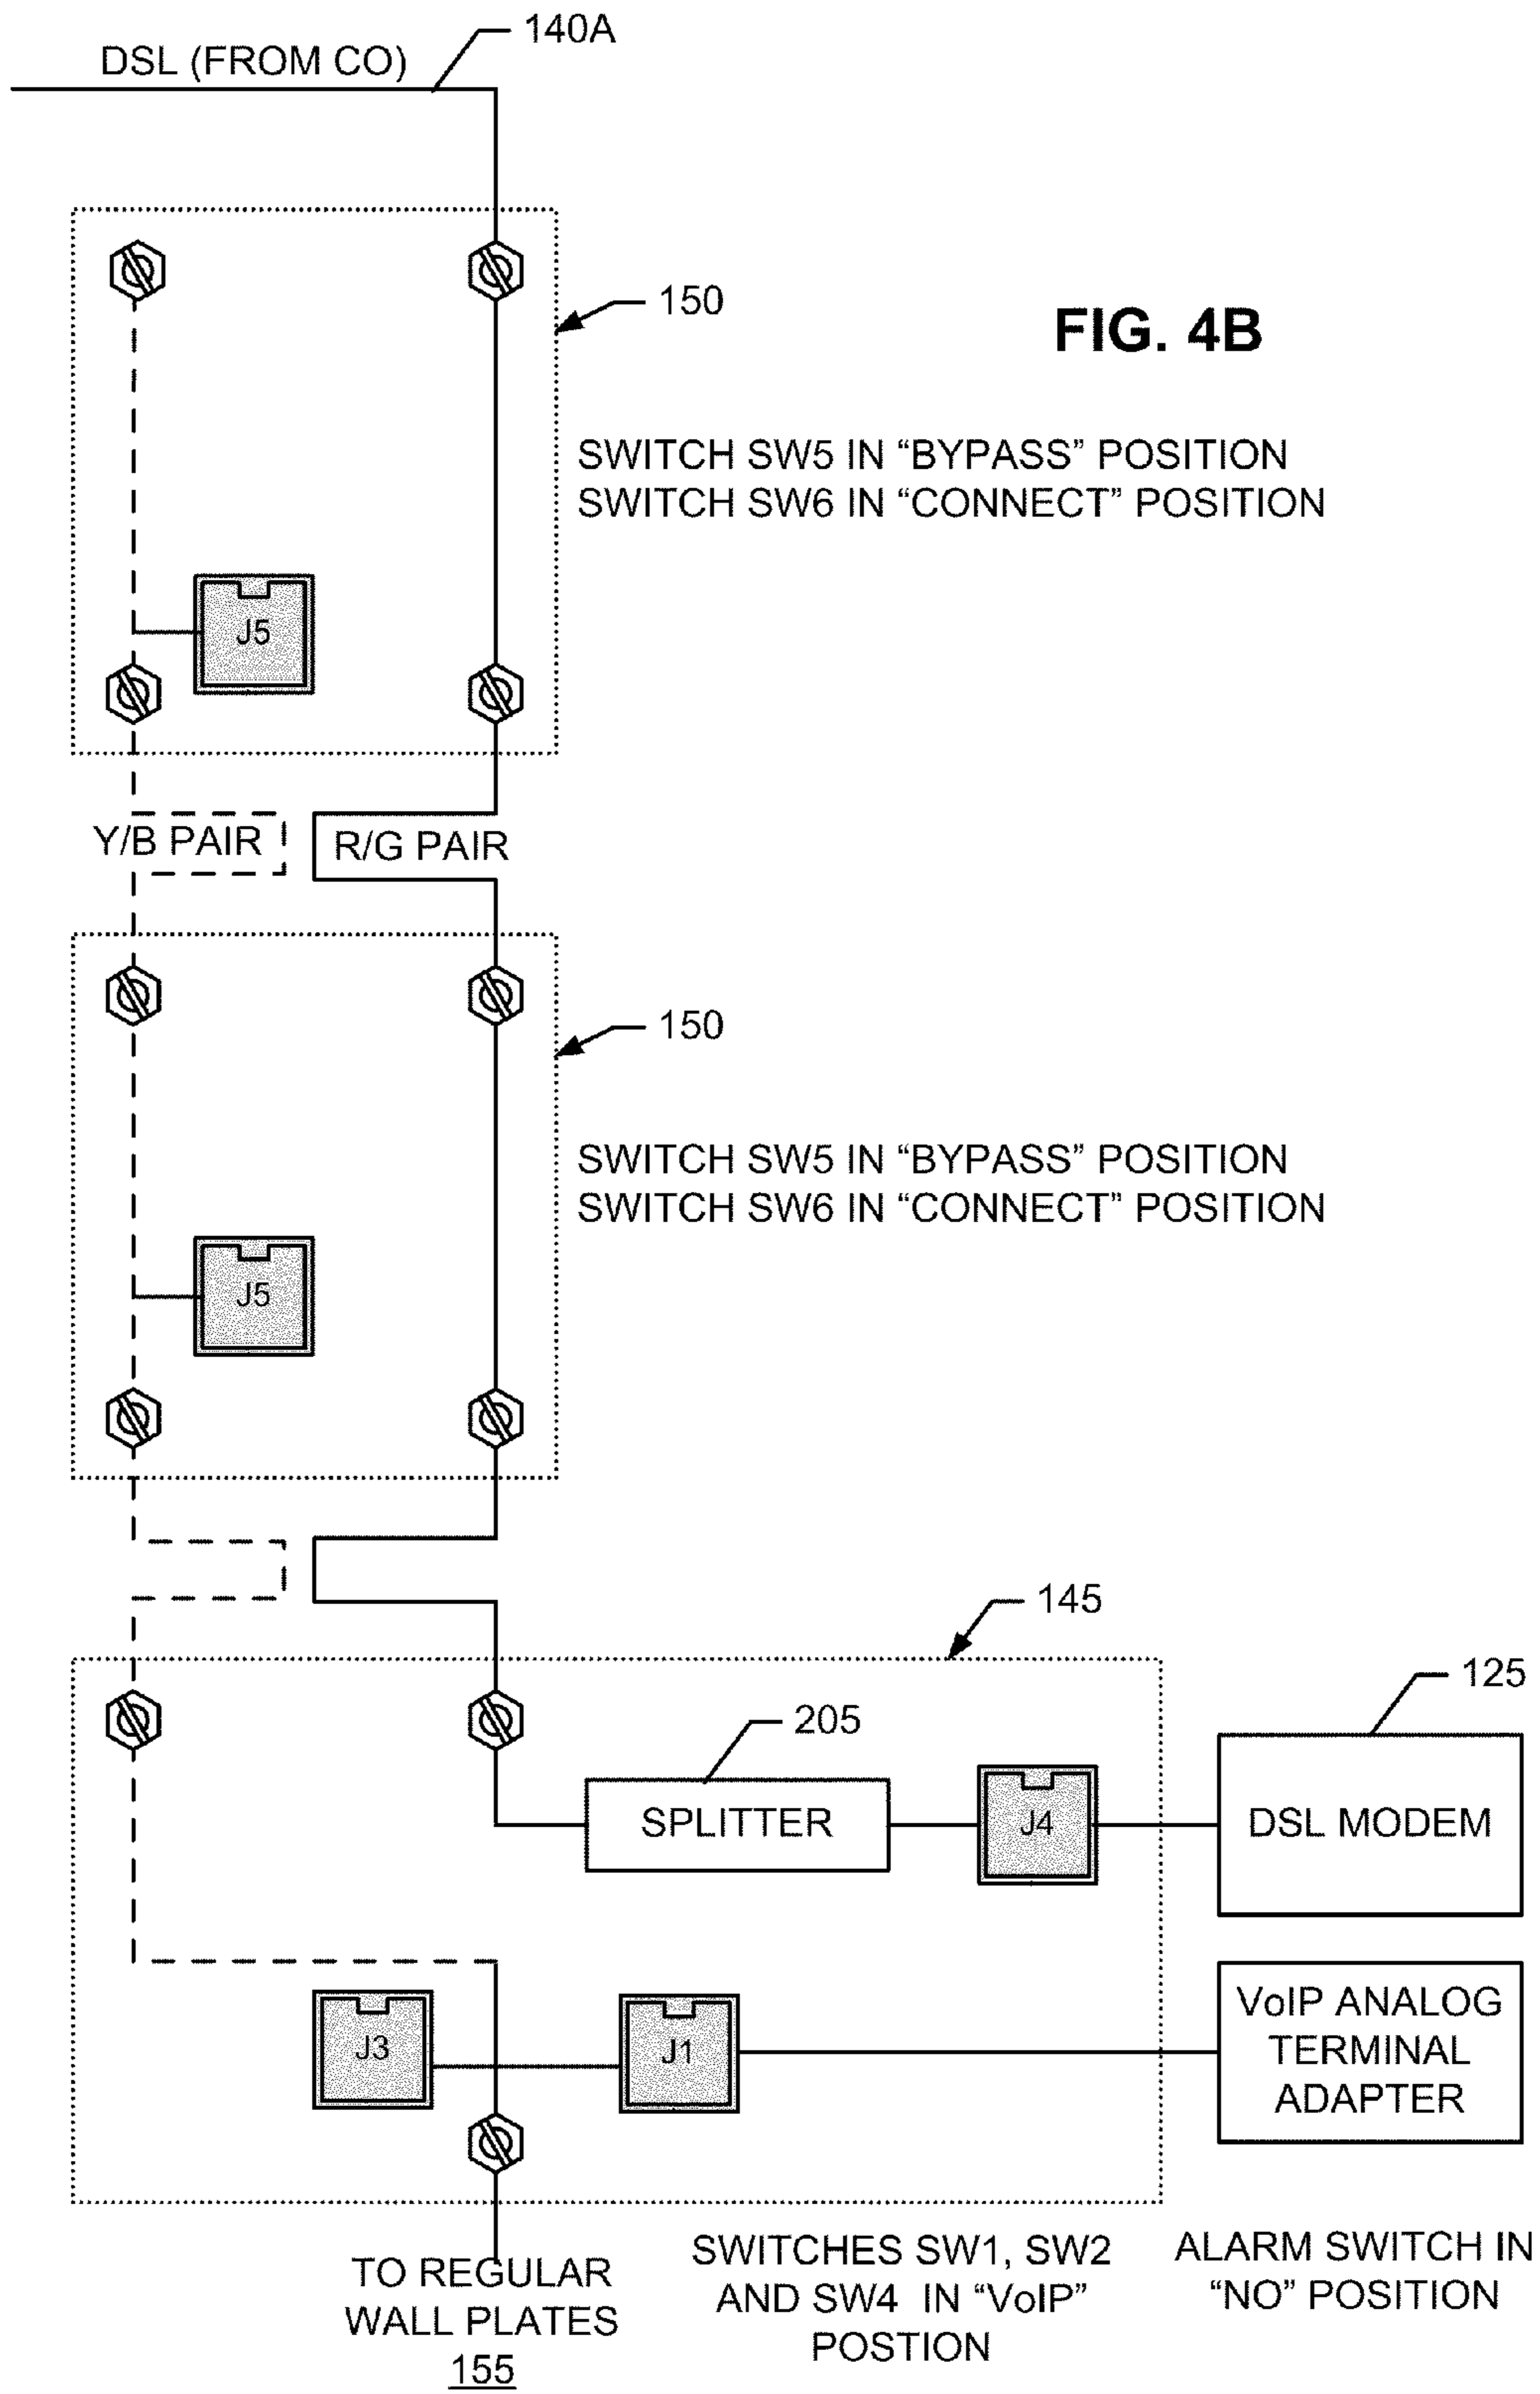 140A
DSL (FROM CO)
150
FIG. 4B
SWITCH SW5 IN “BYPASS” POSITION
SWITCH SW6 IN “CONNECT” POSITION
J5
Y/B PAIR
R/G PAIR
150
SWITCH SW5 IN “BYPASS” POSITION
SWITCH SW6 IN “CONNECT” POSITION
J5
145
125
205
SPLITTER
J4
DSL MODEM
J3
J1
VoIP ANALOG
TERMINAL
ADAPTER
TO REGULAR
WALL PLATES
155
SWITCHES SW1, SW2
AND SW4 IN “VoIP”
POSTION
ALARM SWITCH IN
“NO” POSITION